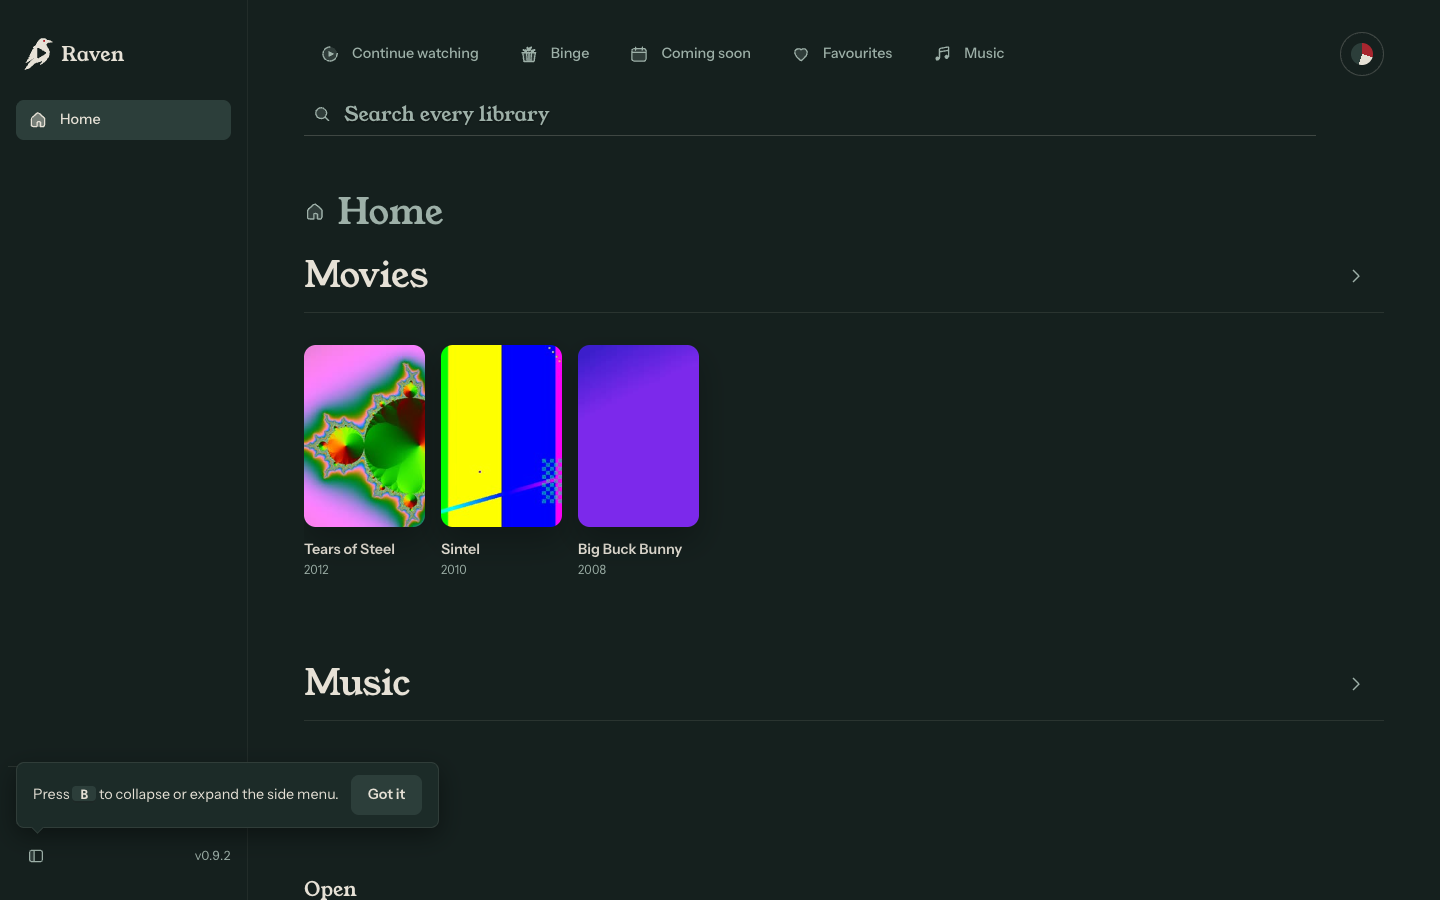 Raven
Continue watching
Binge
Coming soon
Favourites
Music
Home
Search every library
Home
Movies
Tears of Steel
2012
Sintel
2010
Big Buck Bunny
2008
Music
Press B to collapse or expand the side menu.
Got it
v0.9.2
Open